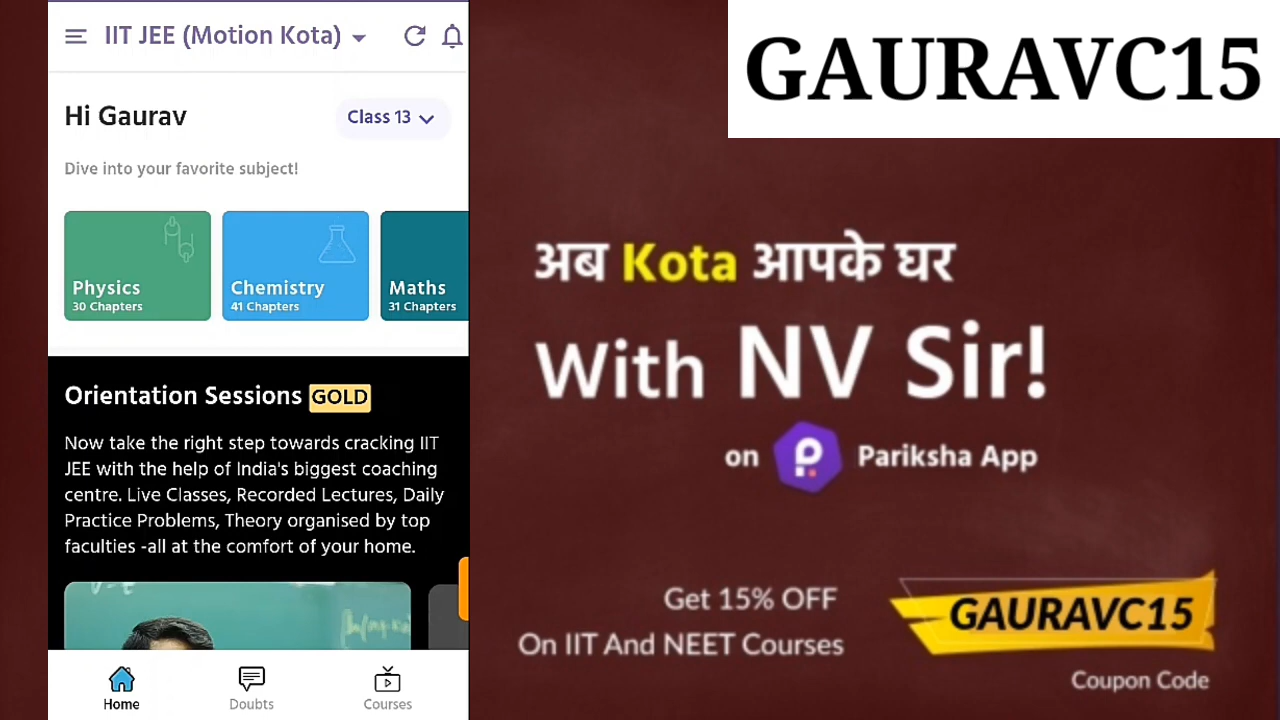 IIT JEE (Motion Kota)
Hi Gaurav
Class 13
Dive into your favorite subject!
Physics
30 Chapters
Chemistry
41 Chapters
Maths
31 Chapters
Orientation Sessions GOLD
Now take the right step towards cracking IIT
JEE with the help of India's biggest coaching
centre. Live Classes, Recorded Lectures, Daily
Practice Problems, Theory organised by top
faculties -all at the comfort of your home.
Home
Doubts
Courses
GAURAVC15
अब Kota आपके घर
With NV Sir!
on Pariksha App
Get 15% OFF
On IIT And NEET Courses
GAURAVC15
Coupon Code